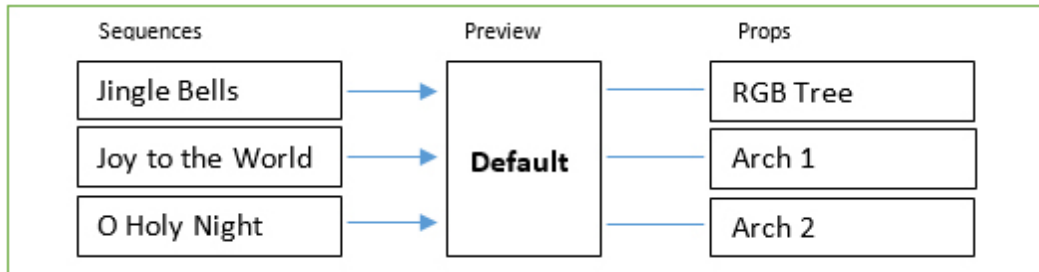 Sequences Preview Props
Jingle Bells RGB Tree
Joy to the World Default Arch 1
O Holy Night Arch 2